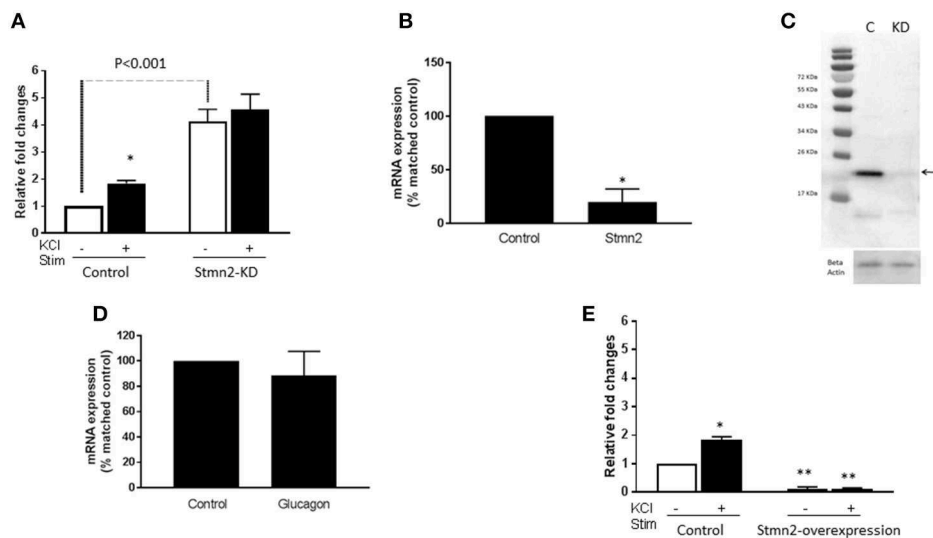 A
P<0.001
Relative fold changes
6
5
4
3
2
1
0
*
KCl - + - +
Stim
Control Stmn2-KD
B
mRNA expression
(% matched control)
150
100
50
0
*
Control Stmn2
C
C KD
72 KDa
55 KDa
43 KDa
34 KDa
26 KDa
17 KDa
Beta
Actin
D
mRNA expression
(% matched control)
120
100
80
60
40
20
0
Control Glucagon
E
Relative fold changes
6
5
4
3
2
1
0
*
** **
KCl - + - +
Stim
Control Stmn2-overexpression